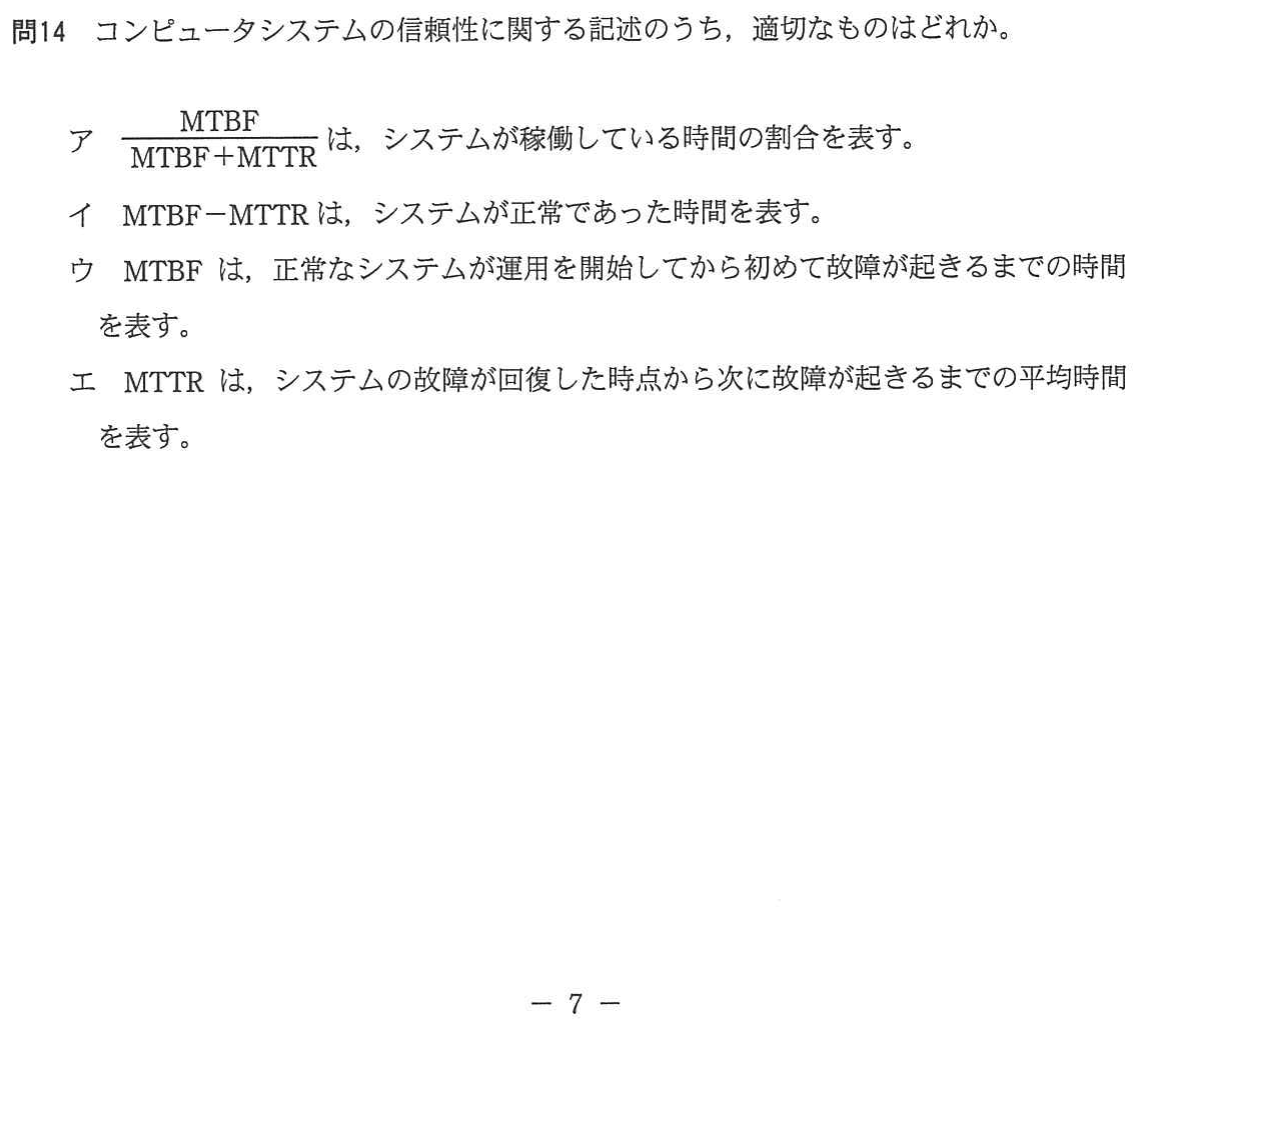 問14　コンピュータシステムの信頼性に関する記述のうち，適切なものはどれか。
ア　MTBF
MTBF＋MTTR は，システムが稼働している時間の割合を表す。
イ　MTBF－MTTR は，システムが正常であった時間を表す。
ウ　MTBF は，正常なシステムが運用を開始してから初めて故障が起きるまでの時間
を表す。
エ　MTTR は，システムの故障が回復した時点から次に故障が起きるまでの平均時間
を表す。
－ 7 －